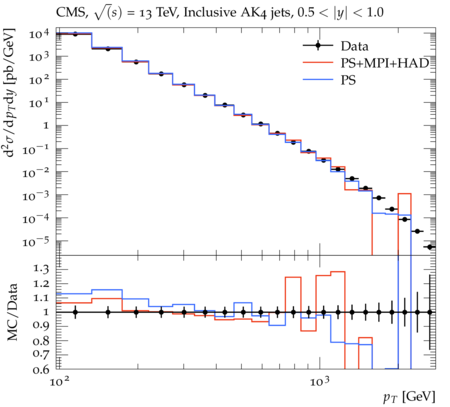 CMS, √(s) = 13 TeV, Inclusive AK4 jets, 0.5 < |y| < 1.0
d²σ/dp_T dy [pb/GeV]
10⁴
10³
10²
10¹
1
10⁻¹
10⁻²
10⁻³
10⁻⁴
10⁻⁵
Data
PS+MPI+HAD
PS
MC/Data
1.3
1.2
1.1
1
0.9
0.8
0.7
0.6
10²
10³
p_T [GeV]